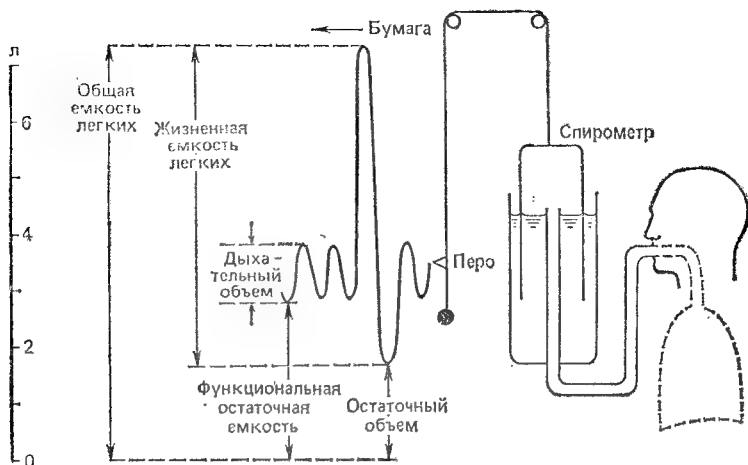 Бумага
л
Общая
емкость
легких
6
Жизненная
емкость
легких
Спирометр
4
Дыха-
тельный
объем
Перо
2
Функциональная
остаточная
емкость
Остаточный
объем
0